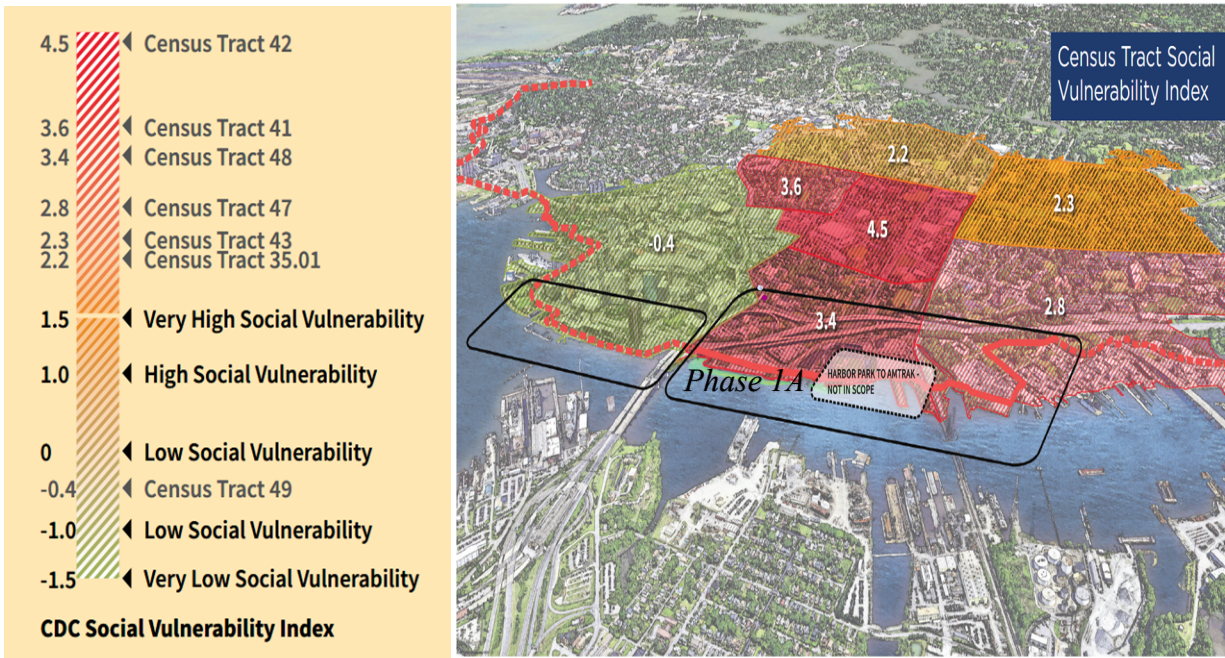 4.5 Census Tract 42
3.6 Census Tract 41
3.4 Census Tract 48
2.8 Census Tract 47
2.3 Census Tract 43
2.2 Census Tract 35.01
1.5 Very High Social Vulnerability
1.0 High Social Vulnerability
0 Low Social Vulnerability
-0.4 Census Tract 49
-1.0 Low Social Vulnerability
-1.5 Very Low Social Vulnerability
CDC Social Vulnerability Index
Census Tract Social
Vulnerability Index
2.2
3.6
2.3
4.5
-0.4
2.8
3.4
Phase 1A
HARBOR PARK TO AMTRAK -
NOT IN SCOPE